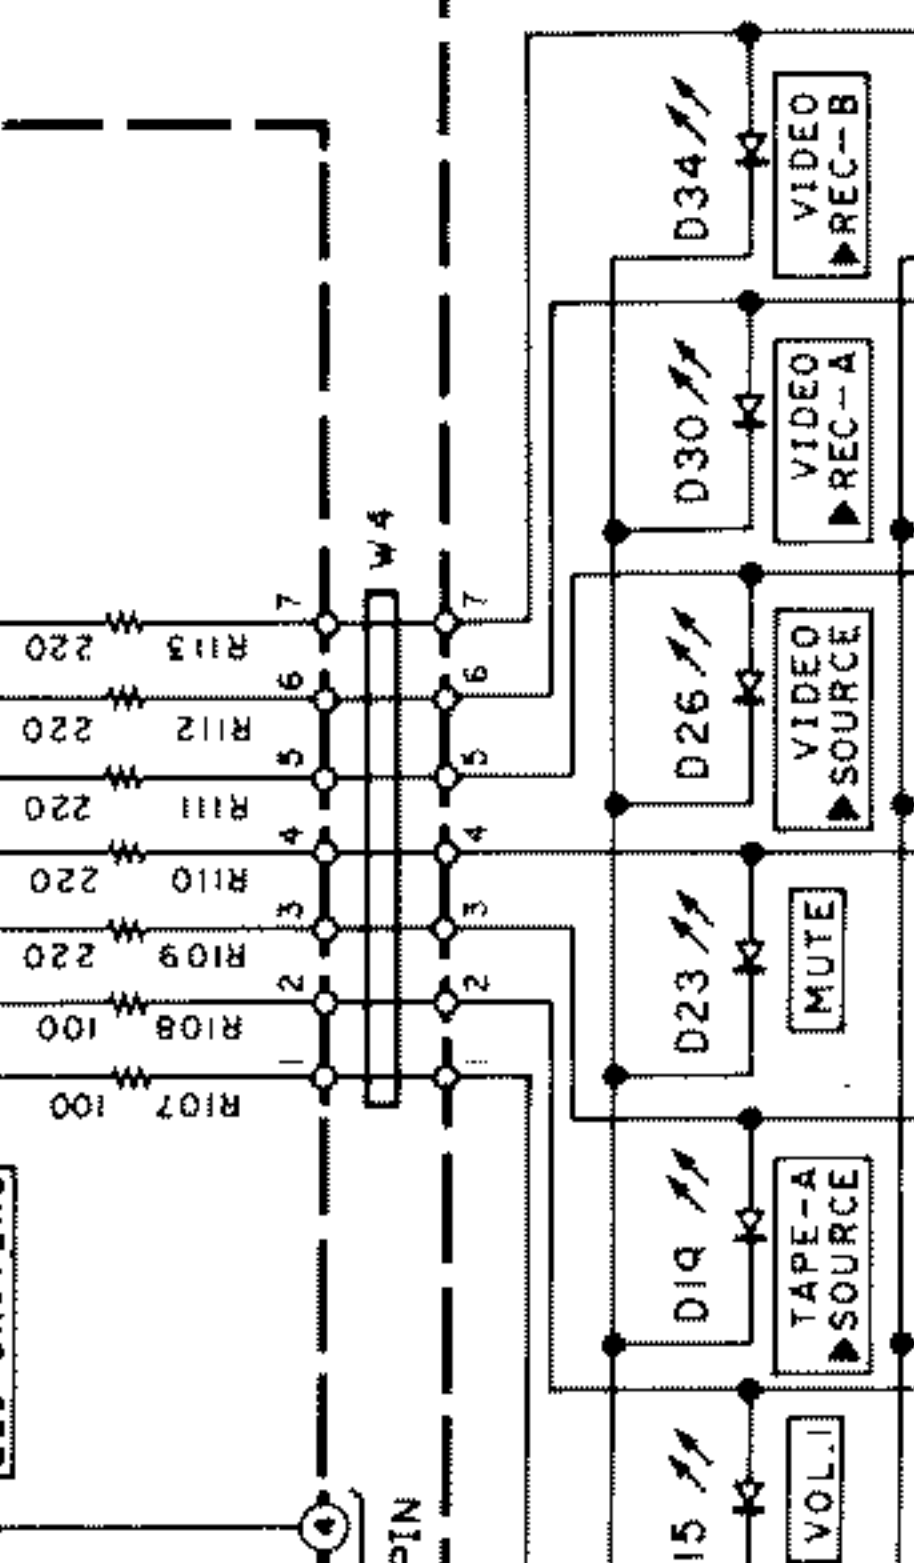 D34
VIDEO
▶REC-B
D30
VIDEO
▶REC-A
W4
7
7
220
R113
6
6
220
R112
D26
VIDEO
▶SOURCE
5
5
220
R111
4
4
220
R110
3
3
220
R109
D23
MUTE
2
2
100
R108
1
1
100
R107
D19
TAPE-A
▶SOURCE
4
PIN
15
VOL.1